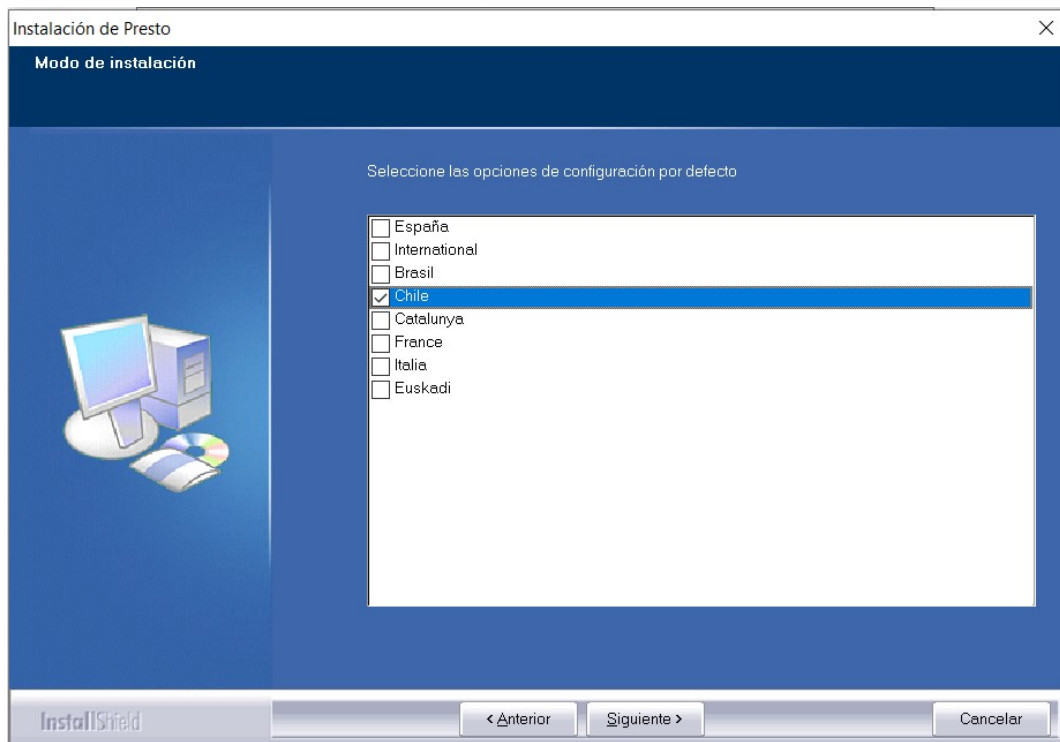 Instalación de Presto
Modo de instalación
Seleccione las opciones de configuración por defecto
España
International
Brasil
Chile
Catalunya
France
Italia
Euskadi
InstallShield
< Anterior
Siguiente >
Cancelar